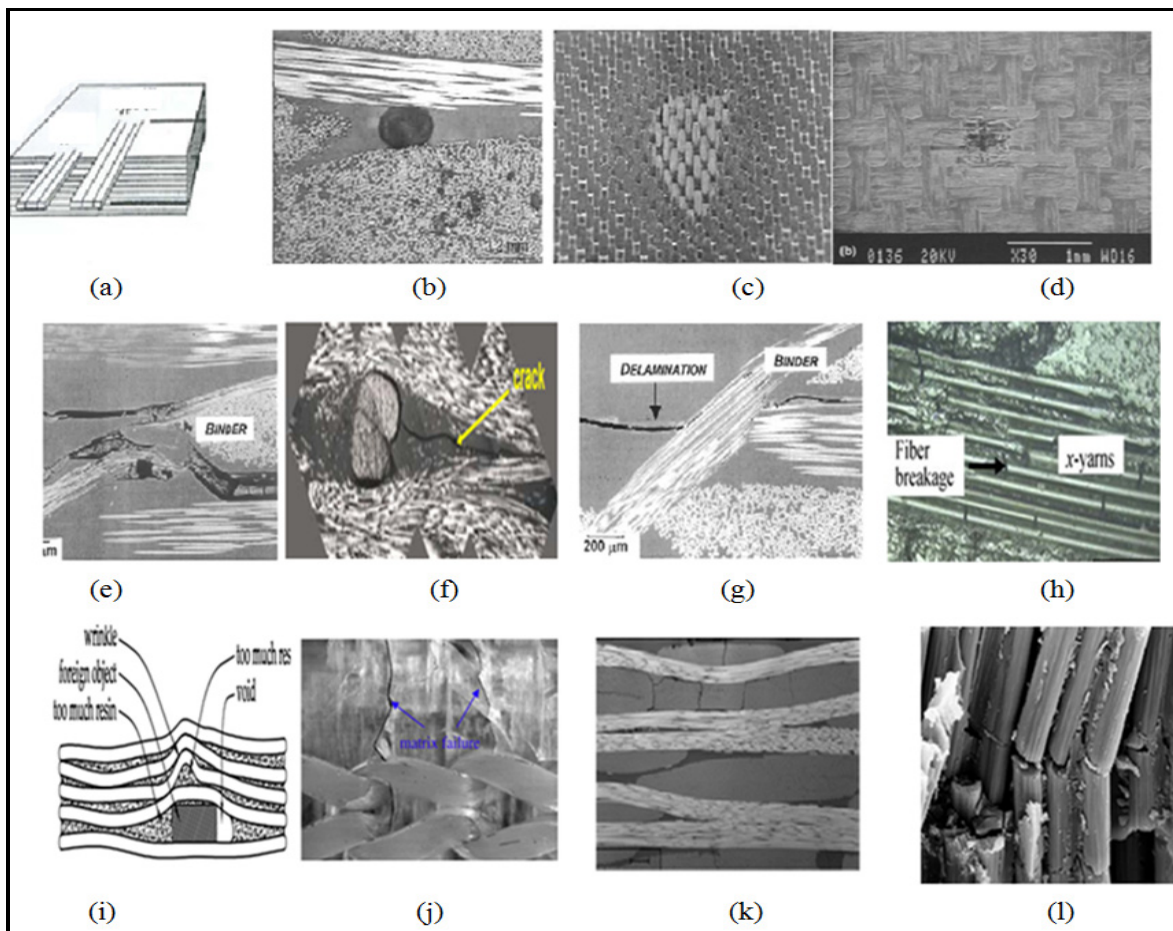 (a)
(b)
(c)
(b) 0136 20KV X30 1mm WD16
(d)
BINDER
(e)
crack
(f)
DELAMINATION
BINDER
200 μm
(g)
Fiber
breakage
x-yarns
(h)
wrinkle
foreign object
too much resin
too much res
void
(i)
matrix failure
(j)
(k)
(l)